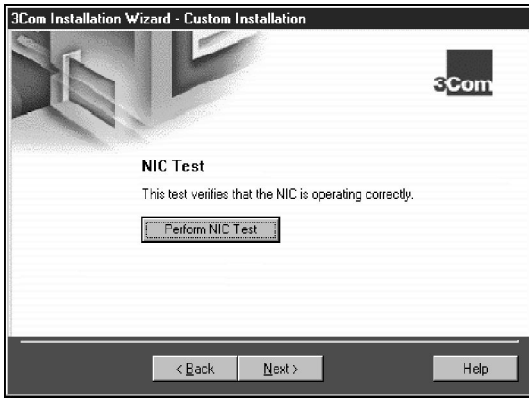 3Com Installation Wizard - Custom Installation
3Com
NIC Test
This test verifies that the NIC is operating correctly.
Perform NIC Test
< Back
Next >
Help